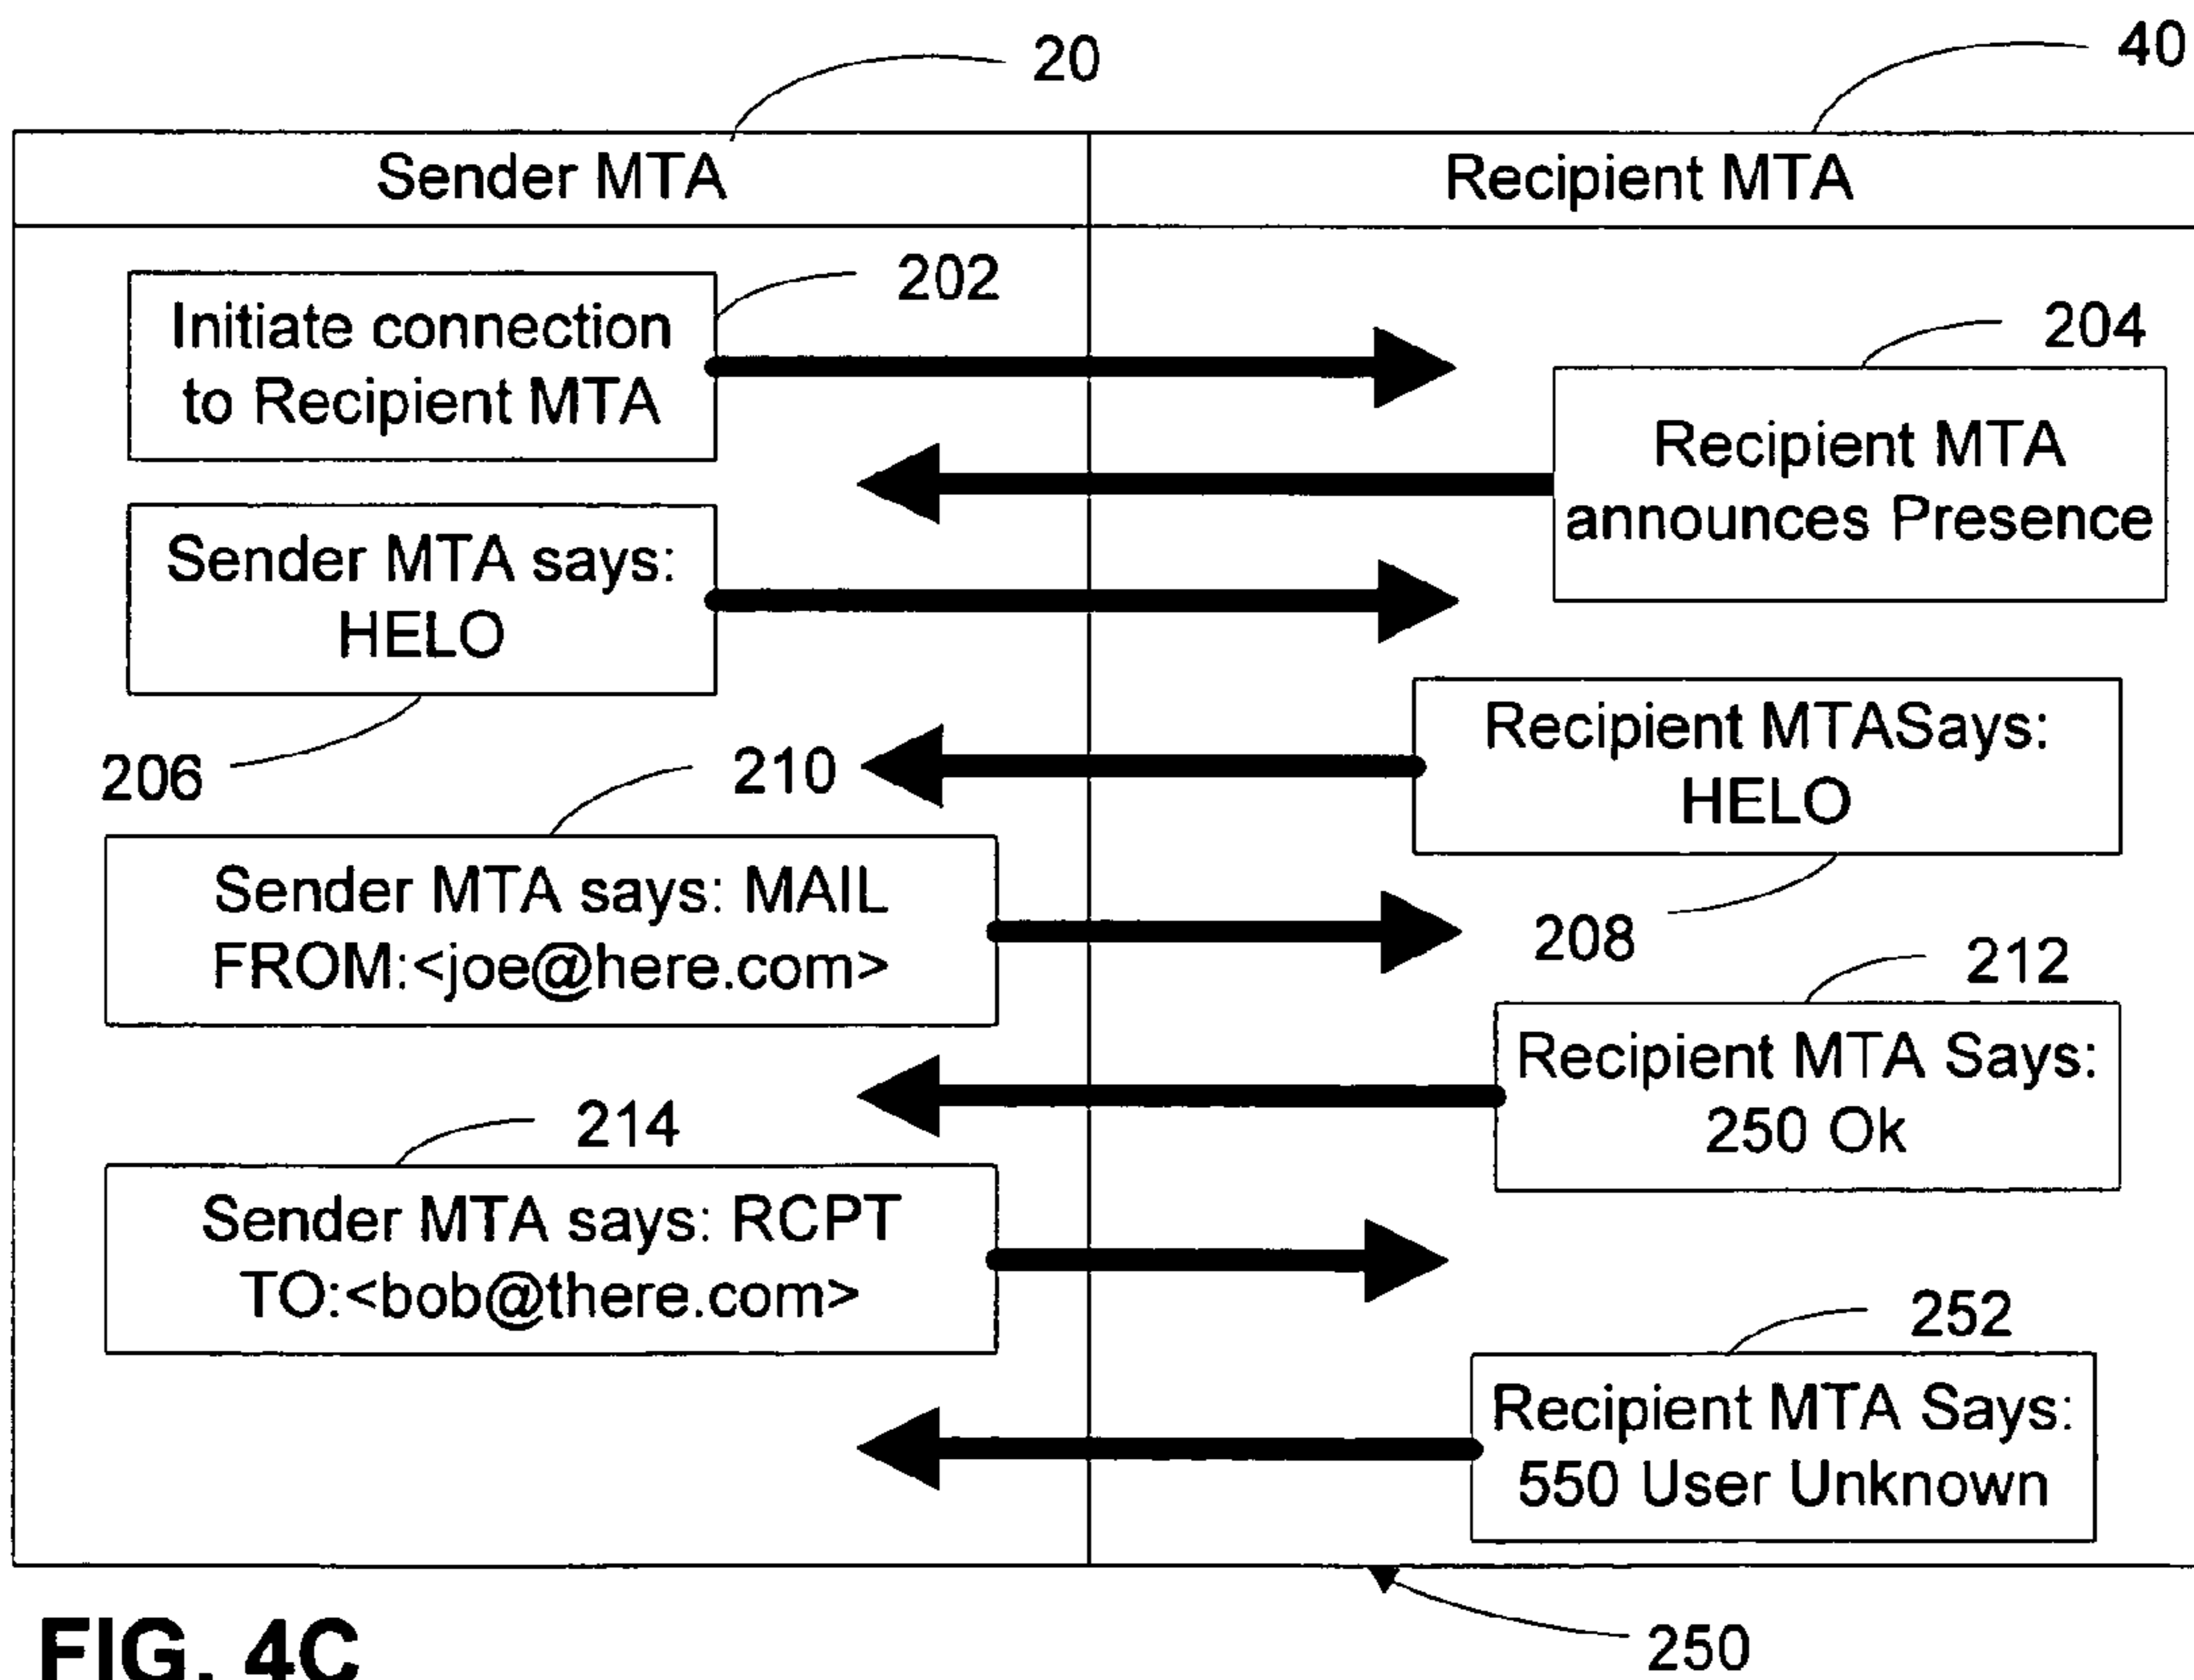 20
40
Sender MTA
Recipient MTA
202
Initiate connection
to Recipient MTA
204
Recipient MTA
announces Presence
Sender MTA says:
HELO
206
Recipient MTASays:
HELO
208
210
Sender MTA says: MAIL
FROM:<joe@here.com>
212
Recipient MTA Says:
250 Ok
214
Sender MTA says: RCPT
TO:<bob@there.com>
252
Recipient MTA Says:
550 User Unknown
250
FIG. 4C